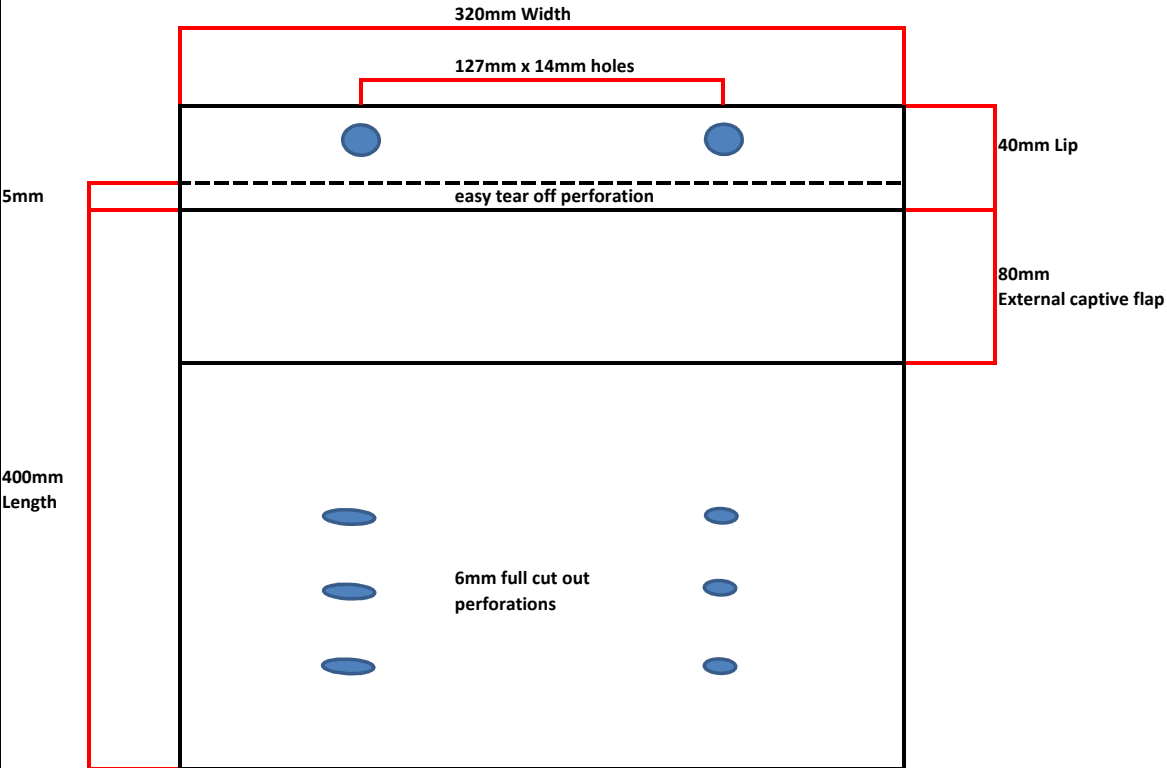 320mm Width
127mm x 14mm holes
40mm Lip
5mm
easy tear off perforation
80mm
External captive flap
400mm
Length
6mm full cut out
perforations